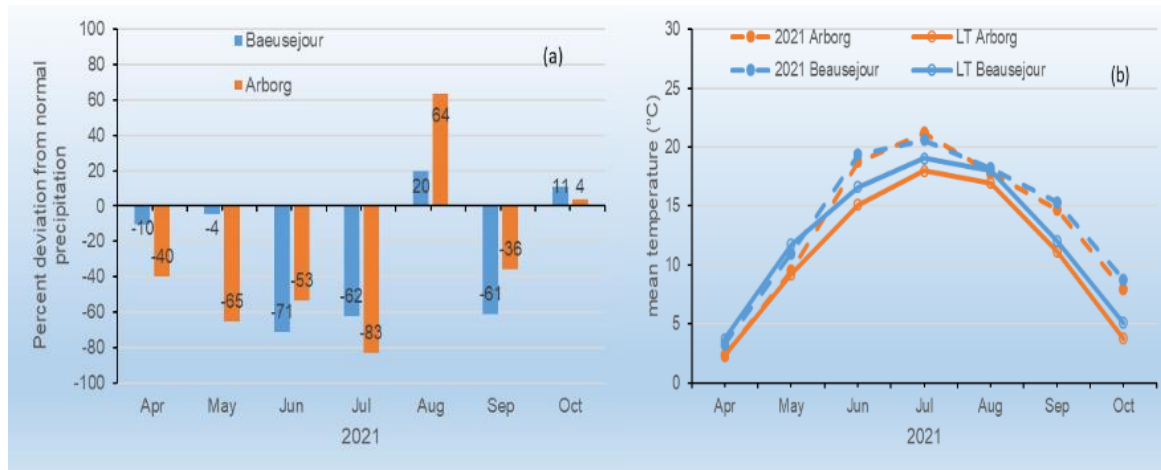 100
80
60
40
20
0
-20
-40
-60
-80
-100
Percent deviation from normal
precipitation
Baeusejour
Arborg
(a)
-10
-40
-4
-65
-71
-53
-62
-83
20
64
-61
-36
11
4
Apr May Jun Jul Aug Sep Oct
2021
30
25
20
15
10
5
0
mean temperature (°C)
2021 Arborg
LT Arborg
2021 Beausejour
LT Beausejour
(b)
Apr May Jun Jul Aug Sep Oct
2021